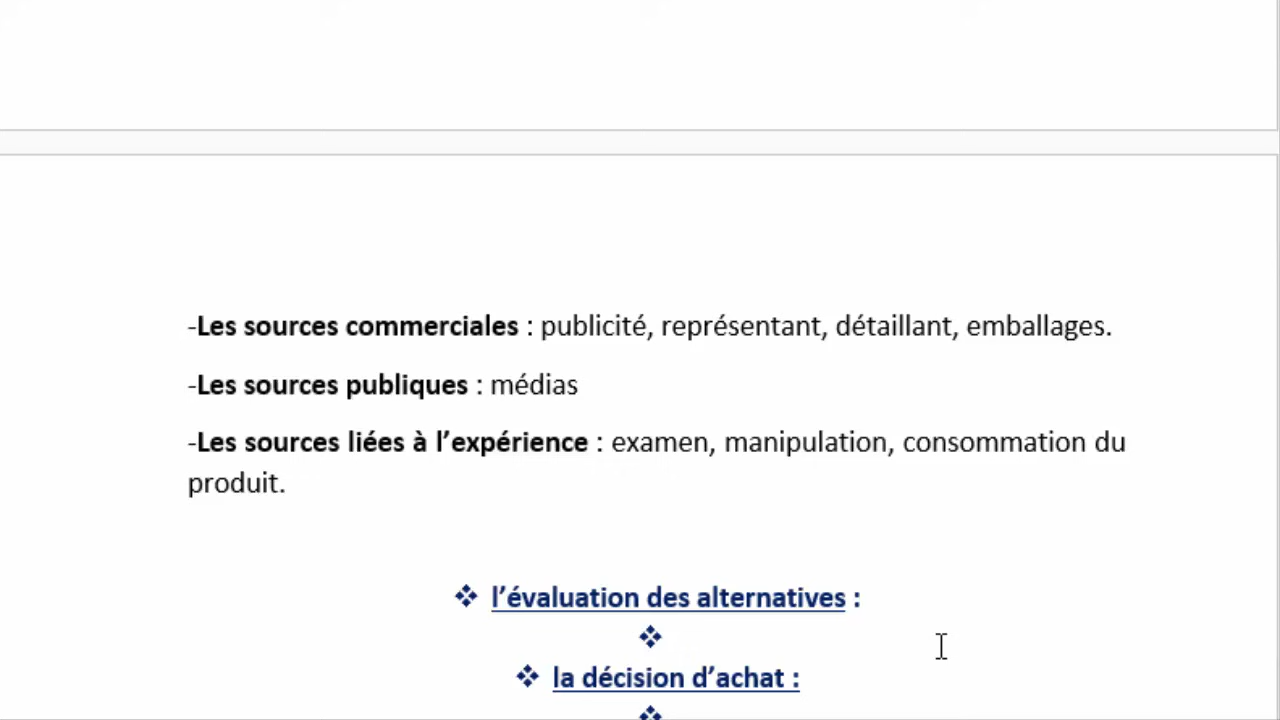 -Les sources commerciales : publicité, représentant, détaillant, emballages.
-Les sources publiques : médias
-Les sources liées à l’expérience : examen, manipulation, consommation du
produit.
❖ l’évaluation des alternatives :
❖
❖ la décision d’achat :
❖